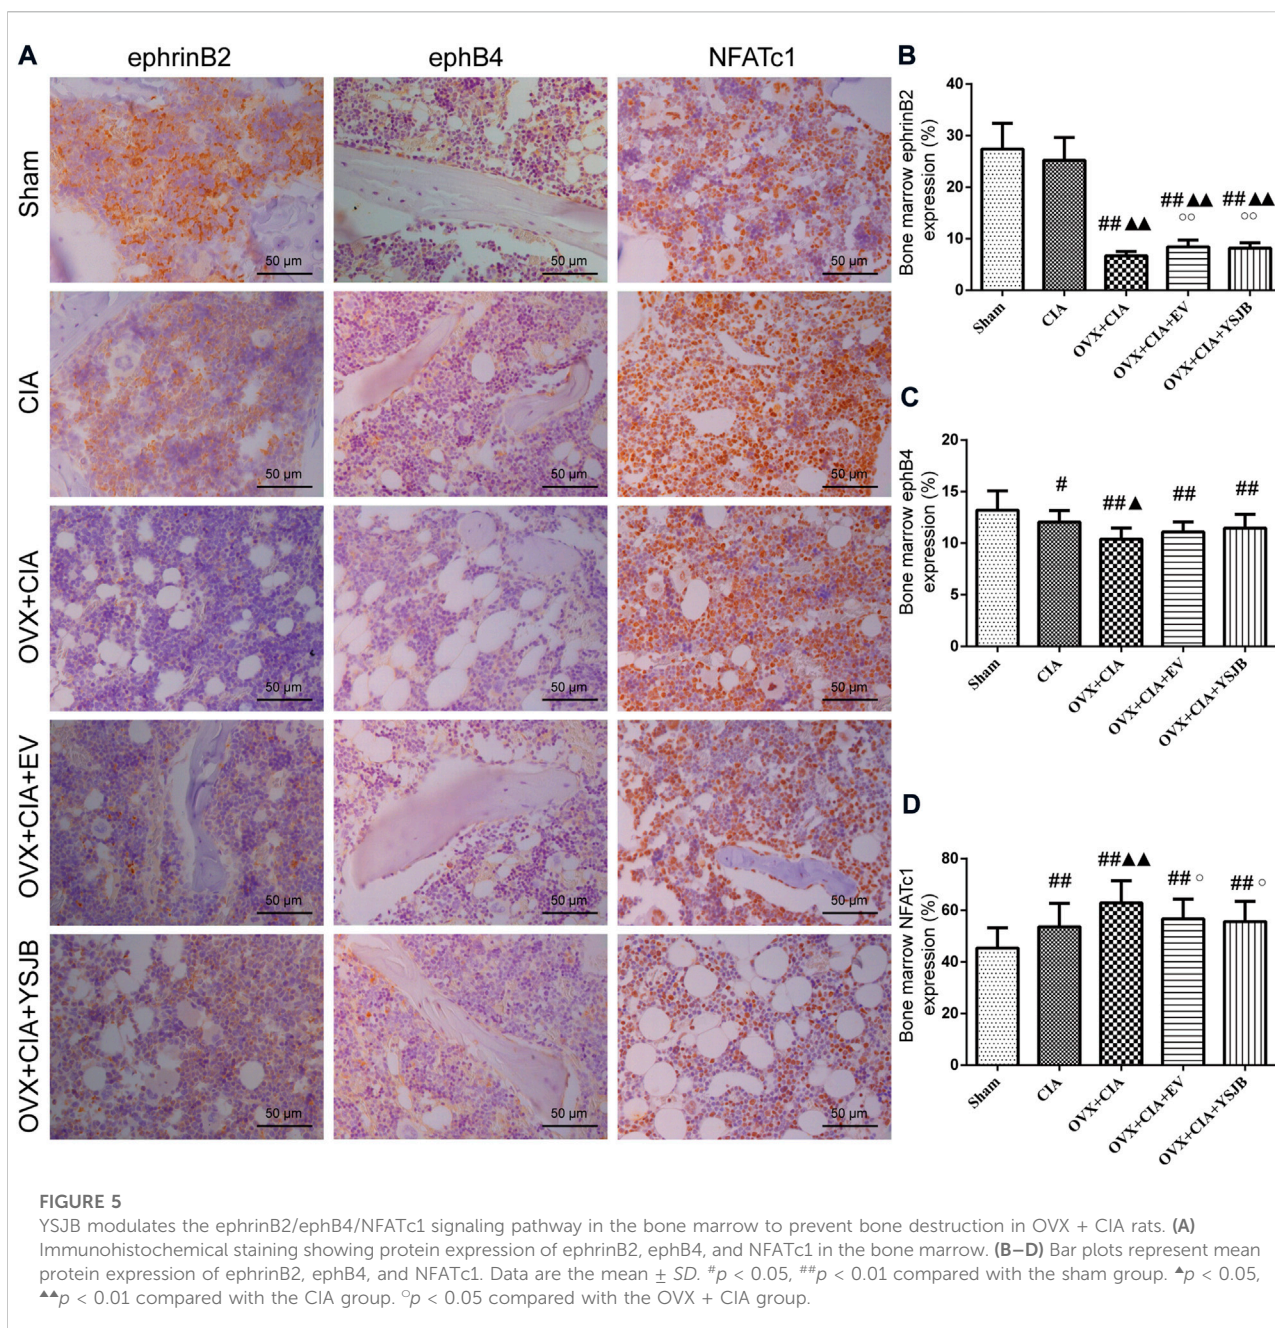 A
ephrinB2
ephB4
NFATc1
Sham
50 µm
50 µm
50 µm
CIA
50 µm
50 µm
50 µm
OVX+CIA
50 µm
50 µm
50 µm
OVX+CIA+EV
50 µm
50 µm
50 µm
OVX+CIA+YSJB
50 µm
50 µm
50 µm
B
Bone marrow ephrinB2
expression (%)
40
30
20
10
0
## ▲▲
## ▲▲
○○
## ▲▲
○○
Sham
CIA
OVX+CIA
OVX+CIA+EV
OVX+CIA+YSJB
C
Bone marrow ephB4
expression (%)
20
15
10
5
0
#
## ▲
##
##
Sham
CIA
OVX+CIA
OVX+CIA+EV
OVX+CIA+YSJB
D
Bone marrow NFATc1
expression (%)
80
60
40
20
0
##
##▲▲
## ○
## ○
Sham
CIA
OVX+CIA
OVX+CIA+EV
OVX+CIA+YSJB
FIGURE 5
YSJB modulates the ephrinB2/ephB4/NFATc1 signaling pathway in the bone marrow to prevent bone destruction in OVX + CIA rats. (A)
Immunohistochemical staining showing protein expression of ephrinB2, ephB4, and NFATc1 in the bone marrow. (B–D) Bar plots represent mean
protein expression of ephrinB2, ephB4, and NFATc1. Data are the mean ± SD. #p < 0.05, ##p < 0.01 compared with the sham group. ▲p < 0.05,
▲▲p < 0.01 compared with the CIA group. ○p < 0.05 compared with the OVX + CIA group.